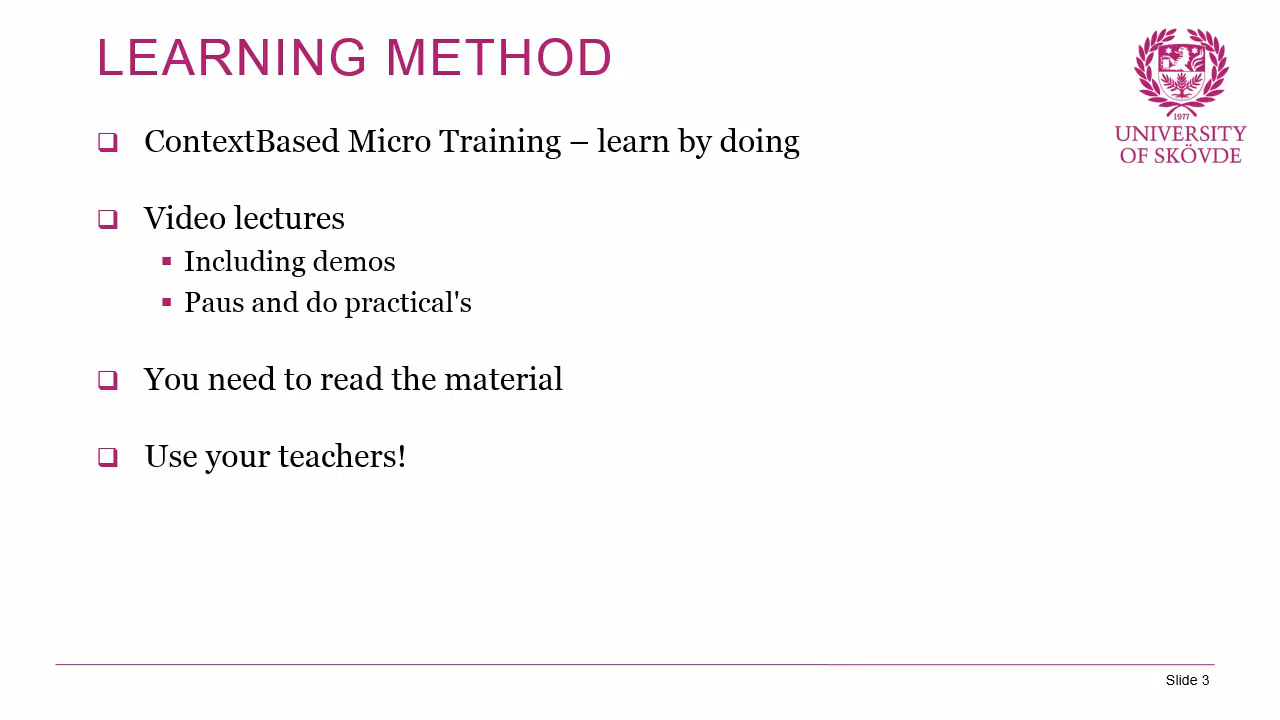 LEARNING METHOD
1977
UNIVERSITY
OF SKÖVDE
ContextBased Micro Training – learn by doing
Video lectures
Including demos
Paus and do practical's
You need to read the material
Use your teachers!
Slide 3